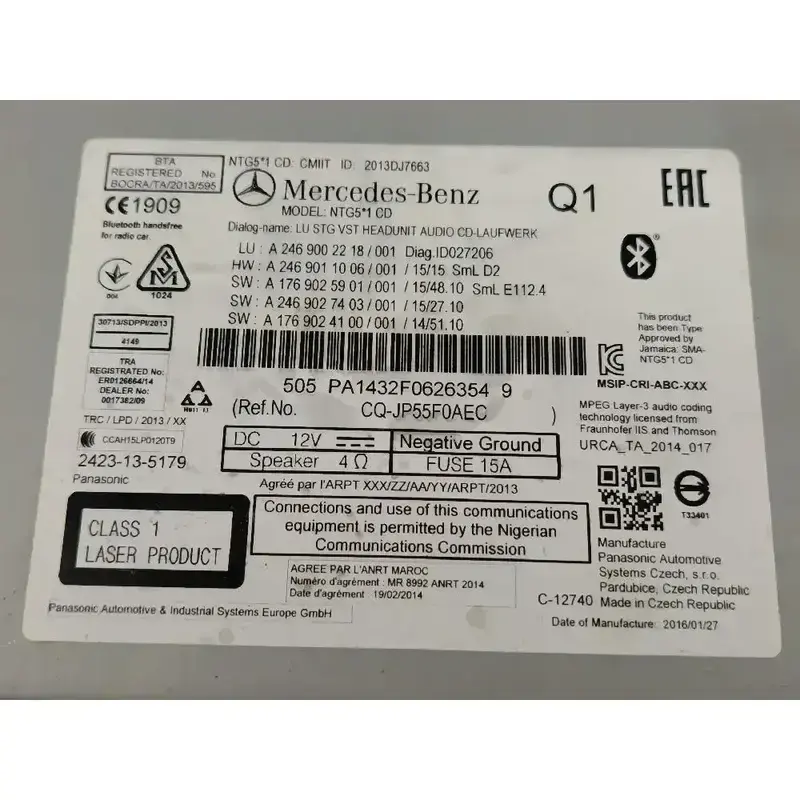 BTA
REGISTERED No
BOCRA/TA/2013/595
NTG5*1 CD CMIIT ID: 2013DJ7663
Mercedes-Benz
MODEL: NTG5*1 CD
Q1
EAC
CE1909
Bluetooth handsfree
for radio car.
Dialog-name: LU STG VST HEADUNIT AUDIO CD-LAUFWERK
LU : A 246 900 22 18 / 001 Diag.ID027206
HW : A 246 901 10 06 / 001 / 15/15 SmL D2
SW : A 176 902 59 01 / 001 / 15/48.10 SmL E112.4
SW : A 246 902 74 03 / 001 / 15/27.10
SW : A 176 902 41 00 / 001 / 14/51.10
006
1024
30713/SDPPI/2013
4149
TRA
REGISTRATED No:
ER0126664/14
DEALER No:
0017382/09
505 PA1432F0626354 9
(Ref.No. CQ-JP55F0AEC )
This product
has been Type
Approved by
Jamaica: SMA-
NTG5*1 CD
MSIP-CRI-ABC-XXX
TRC / LPD / 2013 / XX
CCAH15LP0120T9
2423-13-5179
Panasonic
DC 12V
Negative Ground
Speaker 4 Ω
FUSE 15A
MPEG Layer-3 audio coding
technology licensed from
Fraunhofer IIS and Thomson
URCA_TA_2014_017
Agréé par l'ARPT XXX/ZZ/AA/YY/ARPT/2013
CLASS 1
LASER PRODUCT
Connections and use of this communications
equipment is permitted by the Nigerian
Communications Commission
T33401
AGREE PAR L'ANRT MAROC
Numéro d'agrément : MR 8992 ANRT 2014
Date d'agrément : 19/02/2014
Manufacture
Panasonic Automotive
Systems Czech, s.r.o.
Pardubice, Czech Republic
C-12740 Made in Czech Republic
Panasonic Automotive & Industrial Systems Europe GmbH
Date of Manufacture: 2016/01/27